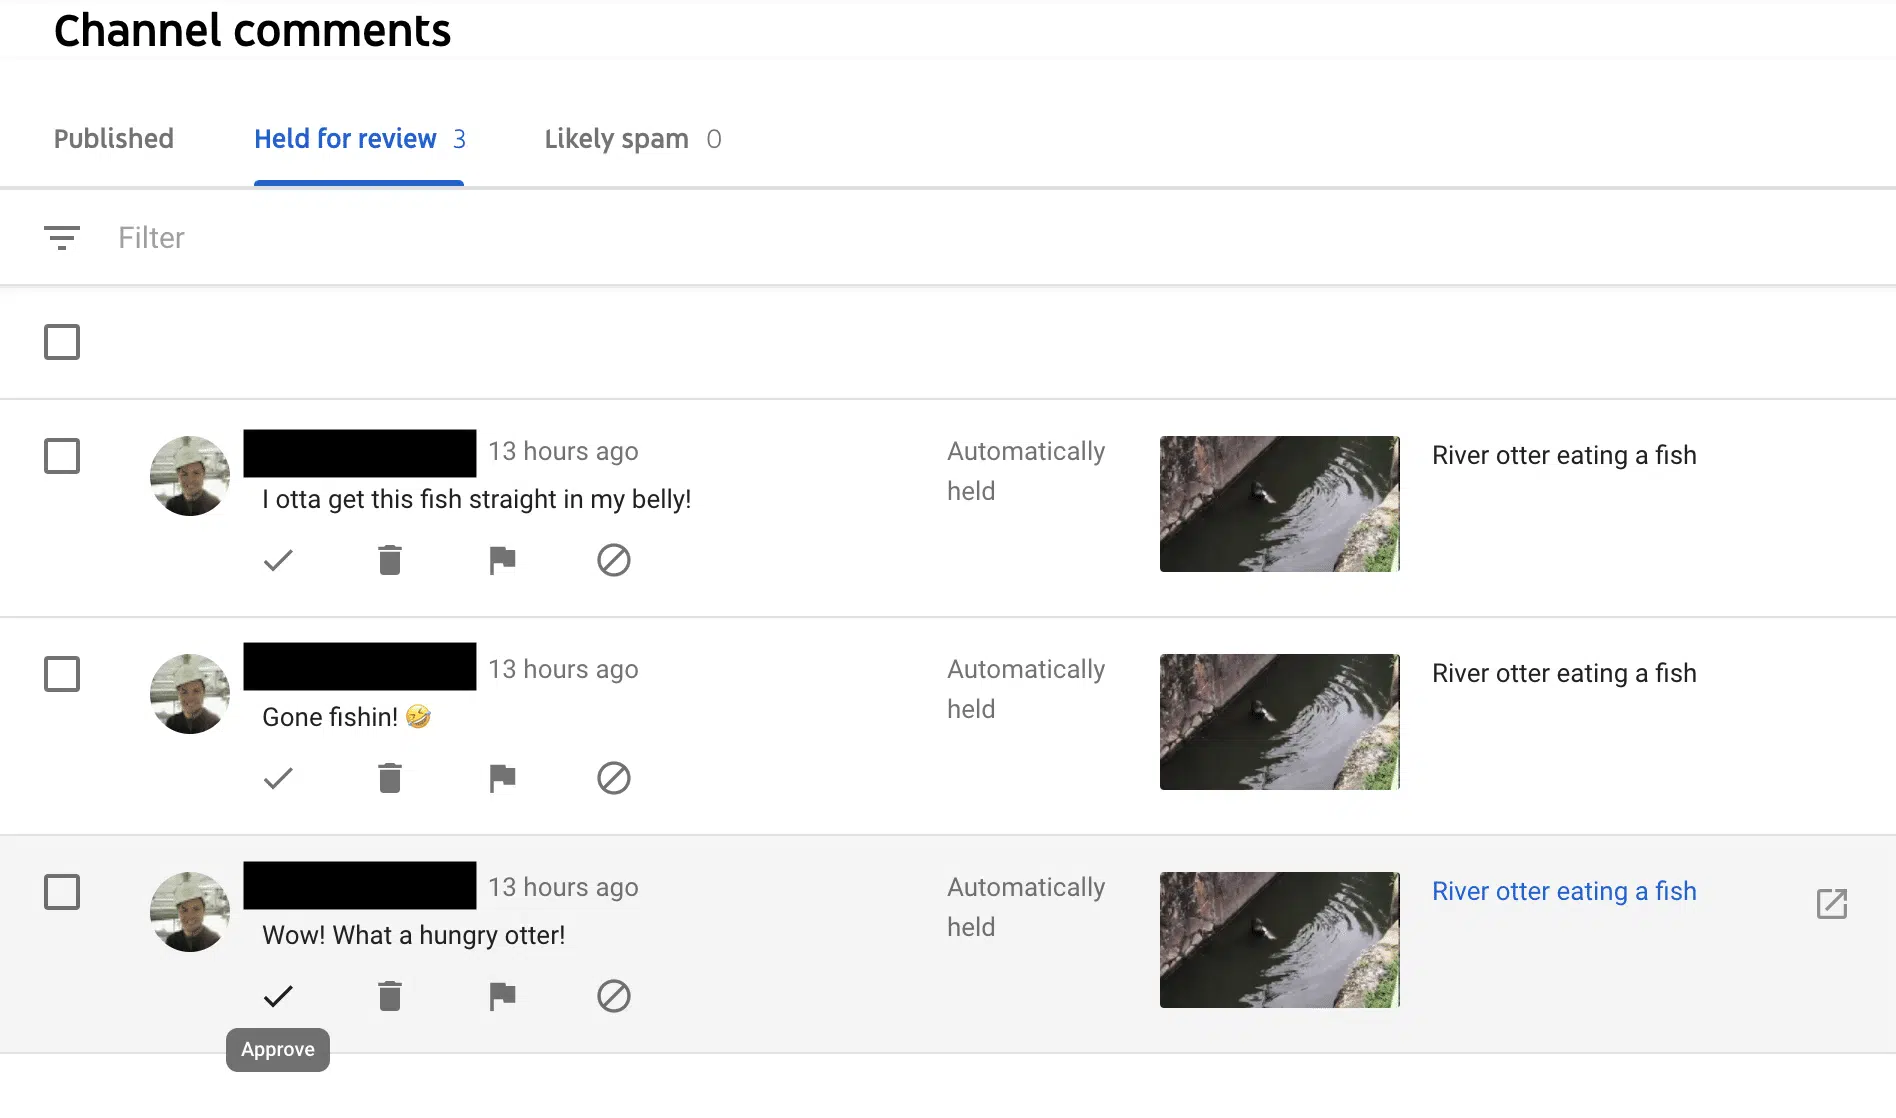 Channel comments
Published Held for review 3 Likely spam 0
Filter
13 hours ago
I otta get this fish straight in my belly!
Automatically
held
River otter eating a fish
13 hours ago
Gone fishin! 🤣
Automatically
held
River otter eating a fish
13 hours ago
Wow! What a hungry otter!
Automatically
held
River otter eating a fish
Approve